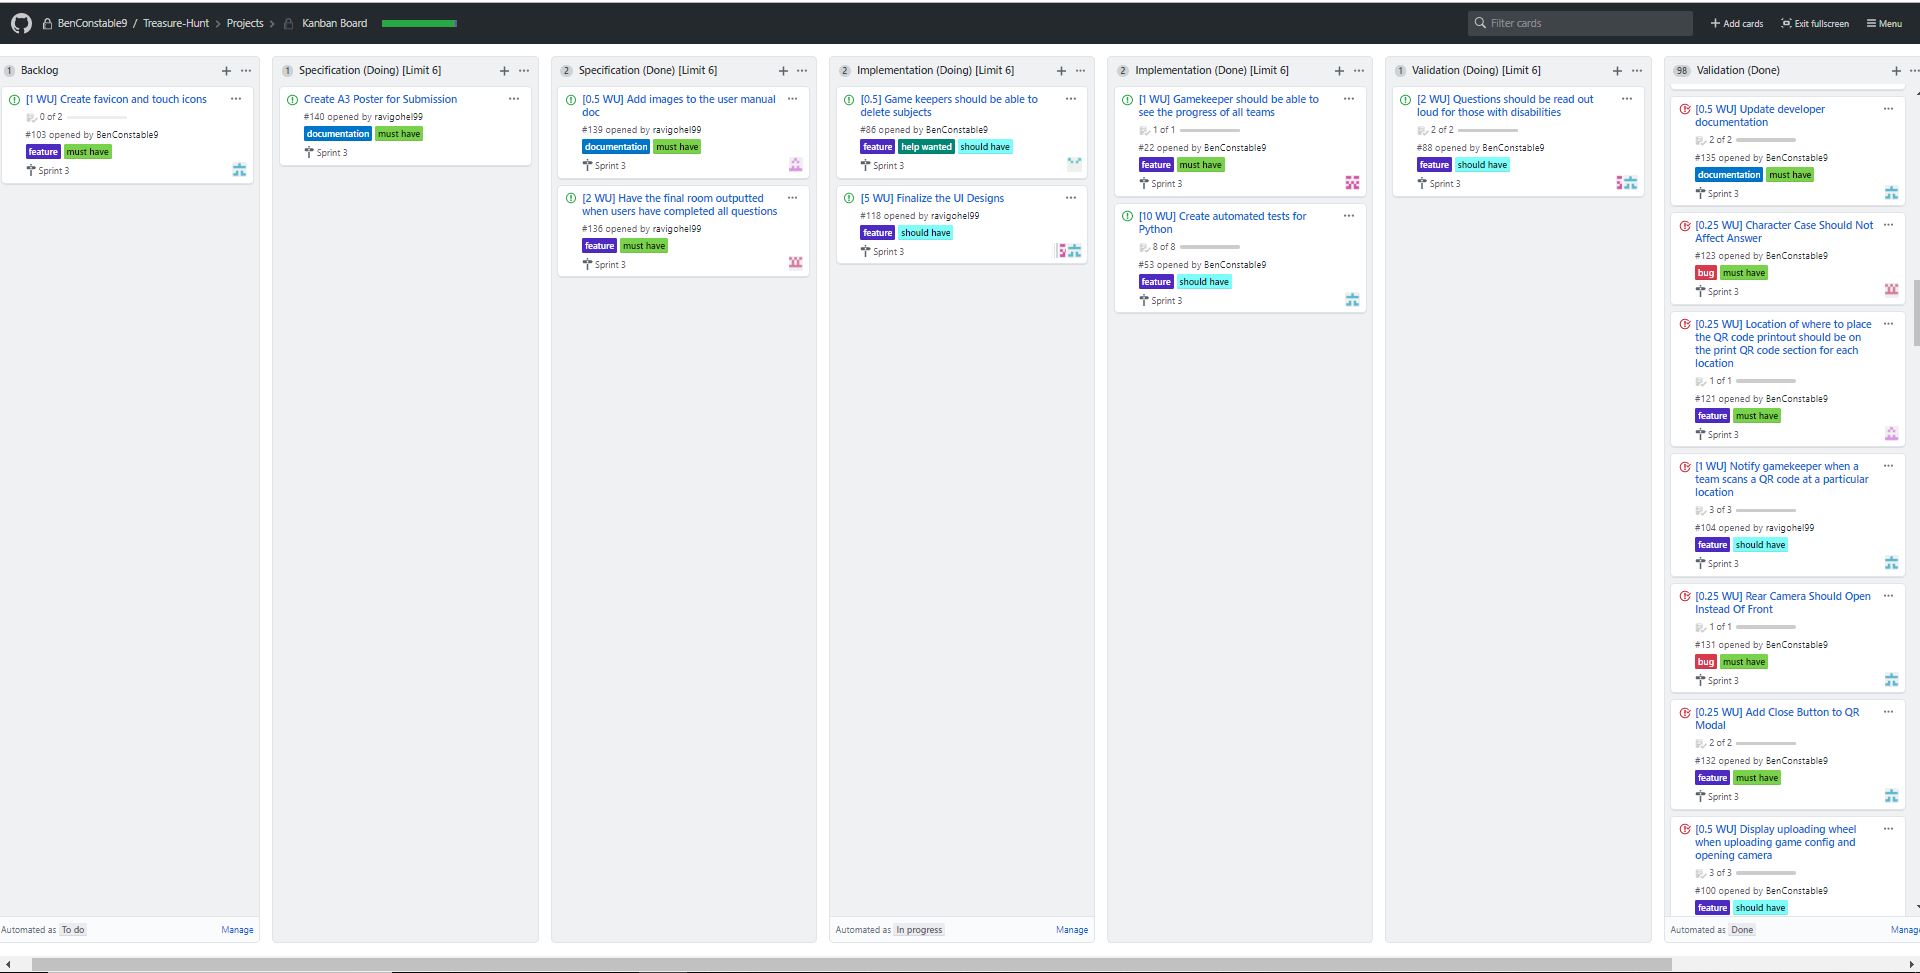 BenConstable9 / Treasure-Hunt > Projects > Kanban Board
Filter cards
+ Add cards
Exit fullscreen
Menu
1 Backlog
[1 WU] Create favicon and touch icons
0 of 2
#103 opened by BenConstable9
feature must have
Sprint 3
Automated as To do
Manage
1 Specification (Doing) [Limit 6]
Create A3 Poster for Submission
#140 opened by ravigohel99
documentation must have
Sprint 3
2 Specification (Done) [Limit 6]
[0.5 WU] Add images to the user manual
doc
#139 opened by ravigohel99
documentation must have
Sprint 3
[2 WU] Have the final room outputted
when users have completed all questions
#136 opened by ravigohel99
feature must have
Sprint 3
2 Implementation (Doing) [Limit 6]
[0.5] Game keepers should be able to
delete subjects
#86 opened by BenConstable9
feature help wanted should have
Sprint 3
[5 WU] Finalize the UI Designs
#118 opened by ravigohel99
feature should have
Sprint 3
Automated as In progress
Manage
2 Implementation (Done) [Limit 6]
[1 WU] Gamekeeper should be able to
see the progress of all teams
1 of 1
#22 opened by BenConstable9
feature must have
Sprint 3
[10 WU] Create automated tests for
Python
8 of 8
#53 opened by BenConstable9
feature should have
Sprint 3
1 Validation (Doing) [Limit 6]
[2 WU] Questions should be read out
loud for those with disabilities
2 of 2
#88 opened by BenConstable9
feature should have
Sprint 3
98 Validation (Done)
[0.5 WU] Update developer
documentation
2 of 2
#135 opened by BenConstable9
documentation must have
Sprint 3
[0.25 WU] Character Case Should Not
Affect Answer
#123 opened by BenConstable9
bug must have
Sprint 3
[0.25 WU] Location of where to place
the QR code printout should be on
the print QR code section for each
location
1 of 1
#121 opened by BenConstable9
feature must have
Sprint 3
[1 WU] Notify gamekeeper when a
team scans a QR code at a particular
location
3 of 3
#104 opened by ravigohel99
feature should have
Sprint 3
[0.25 WU] Rear Camera Should Open
Instead Of Front
1 of 1
#131 opened by BenConstable9
bug must have
Sprint 3
[0.25 WU] Add Close Button to QR
Modal
2 of 2
#132 opened by BenConstable9
feature must have
Sprint 3
[0.5 WU] Display uploading wheel
when uploading game config and
opening camera
3 of 3
#100 opened by BenConstable9
feature should have
Automated as Done
Manag